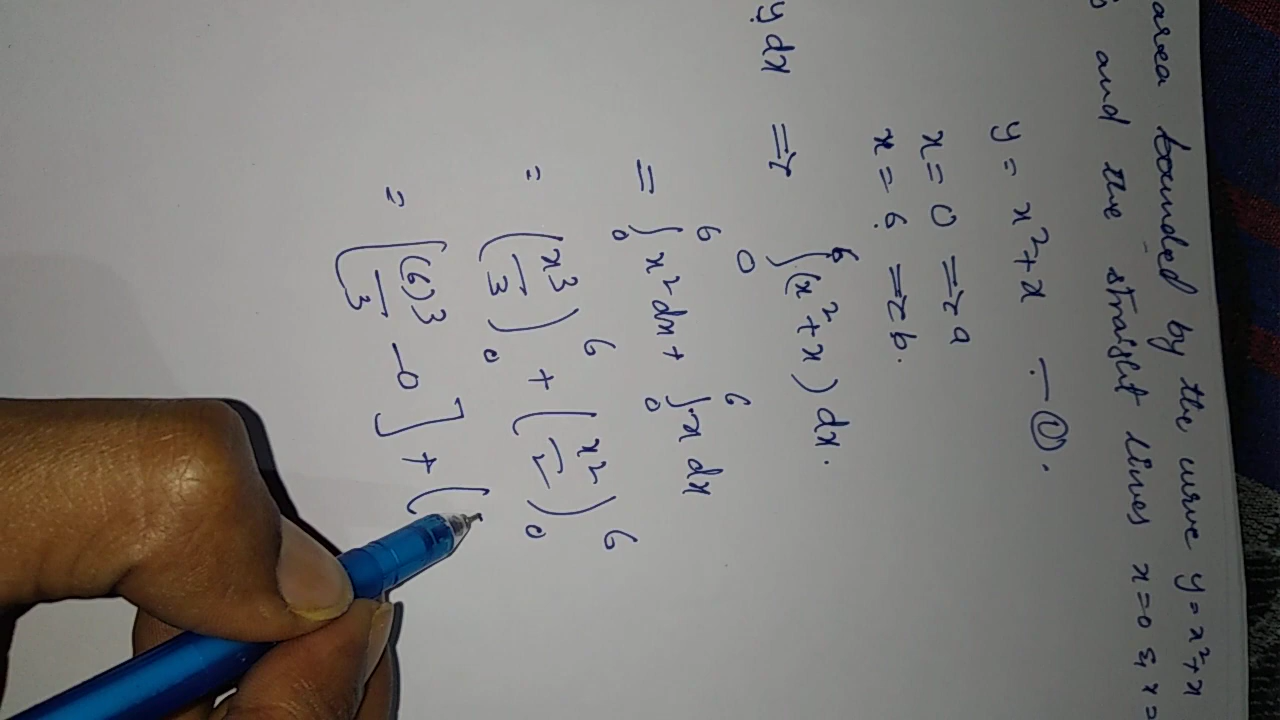 area bounded by the curve y = x² + x
and the straight lines x = 0 & x =
y = x² + x — ①.
x = 0 ⇒ a
x = 6 ⇒ b.
y dx ⇒ ∫₀⁶ (x² + x) dx.
= ∫₀⁶ x² dx + ∫₀⁶ x dx
= (x³/3)₀⁶ + (x²/2)₀⁶
= [(6)³/3 - 0] + (